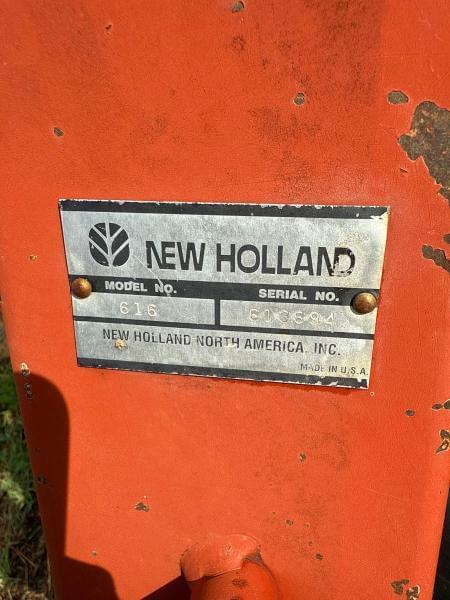 NEW HOLLAND
MODEL NO. SERIAL NO.
616
NEW HOLLAND NORTH AMERICA, INC.
MADE IN U.S.A.